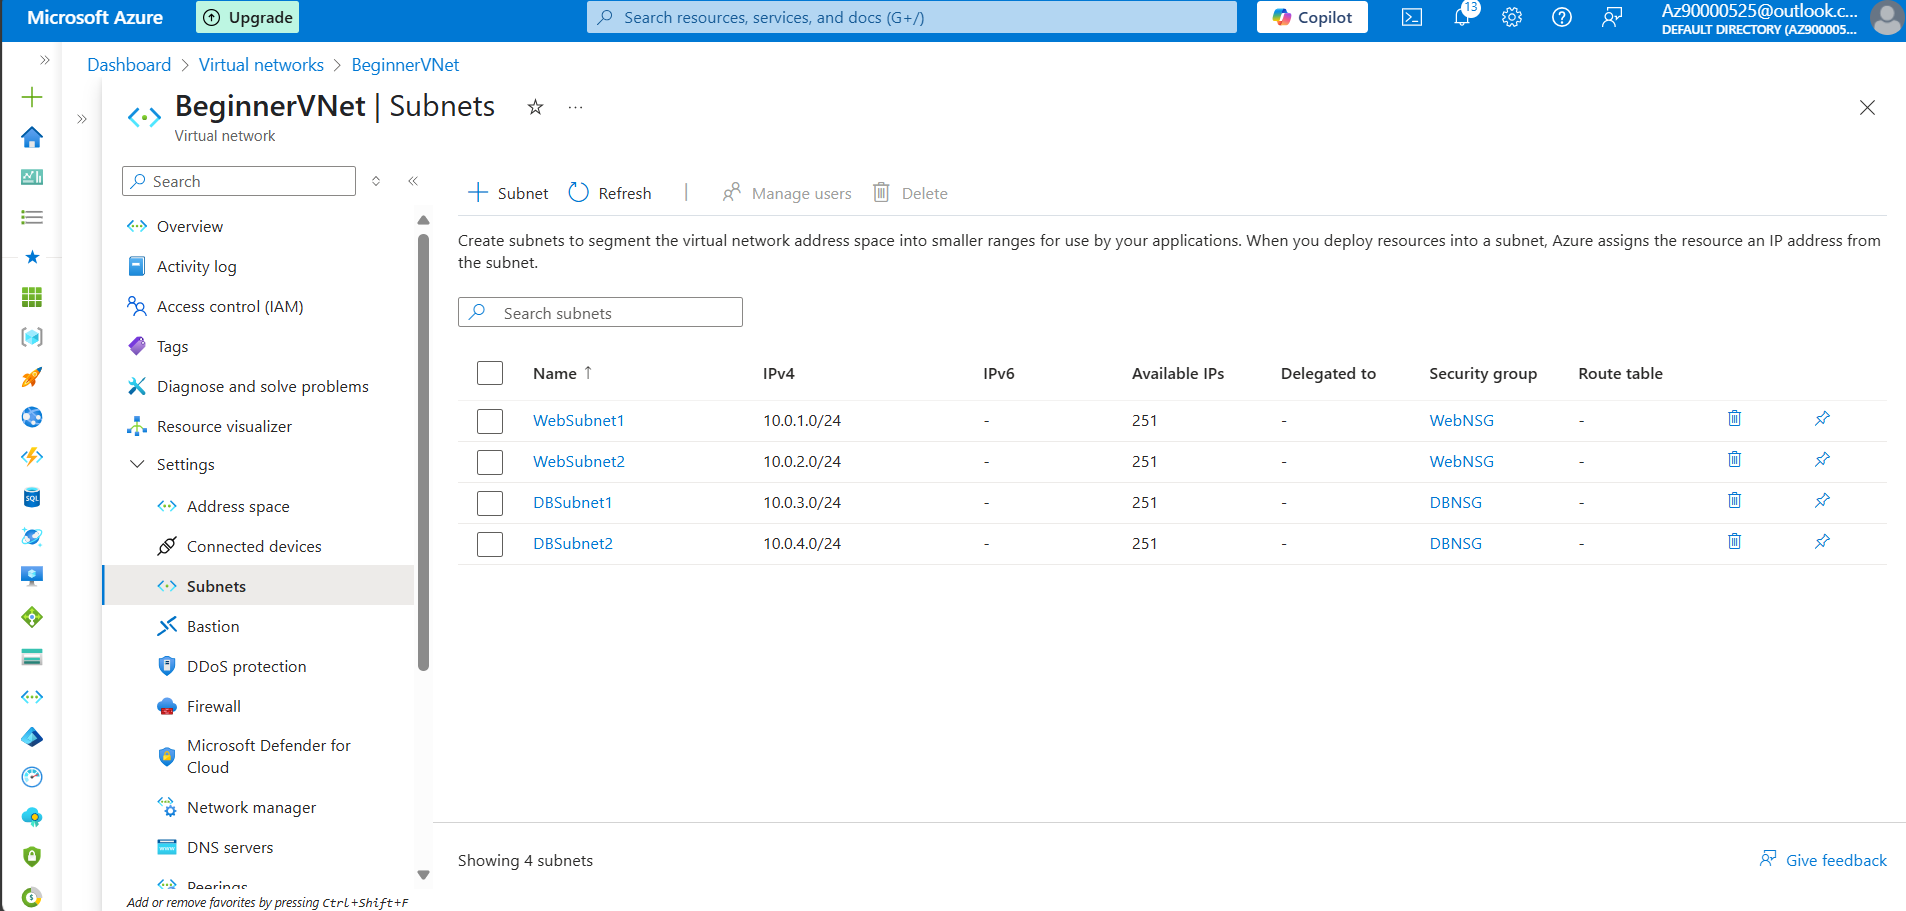 Microsoft Azure
Upgrade
Search resources, services, and docs (G+/)
Copilot
13
Az90000525@outlook.c...
DEFAULT DIRECTORY (AZ900005...
Dashboard > Virtual networks > BeginnerVNet
BeginnerVNet | Subnets
Virtual network
Search
Subnet
Refresh
Manage users
Delete
Overview
Activity log
Access control (IAM)
Tags
Diagnose and solve problems
Resource visualizer
Settings
Address space
Connected devices
Subnets
Bastion
DDoS protection
Firewall
Microsoft Defender for
Cloud
Network manager
DNS servers
Peerings
Add or remove favorites by pressing Ctrl+Shift+F
Create subnets to segment the virtual network address space into smaller ranges for use by your applications. When you deploy resources into a subnet, Azure assigns the resource an IP address from
the subnet.
Search subnets
Name ↑ IPv4 IPv6 Available IPs Delegated to Security group Route table
WebSubnet1 10.0.1.0/24 - 251 - WebNSG -
WebSubnet2 10.0.2.0/24 - 251 - WebNSG -
DBSubnet1 10.0.3.0/24 - 251 - DBNSG -
DBSubnet2 10.0.4.0/24 - 251 - DBNSG -
Showing 4 subnets
Give feedback